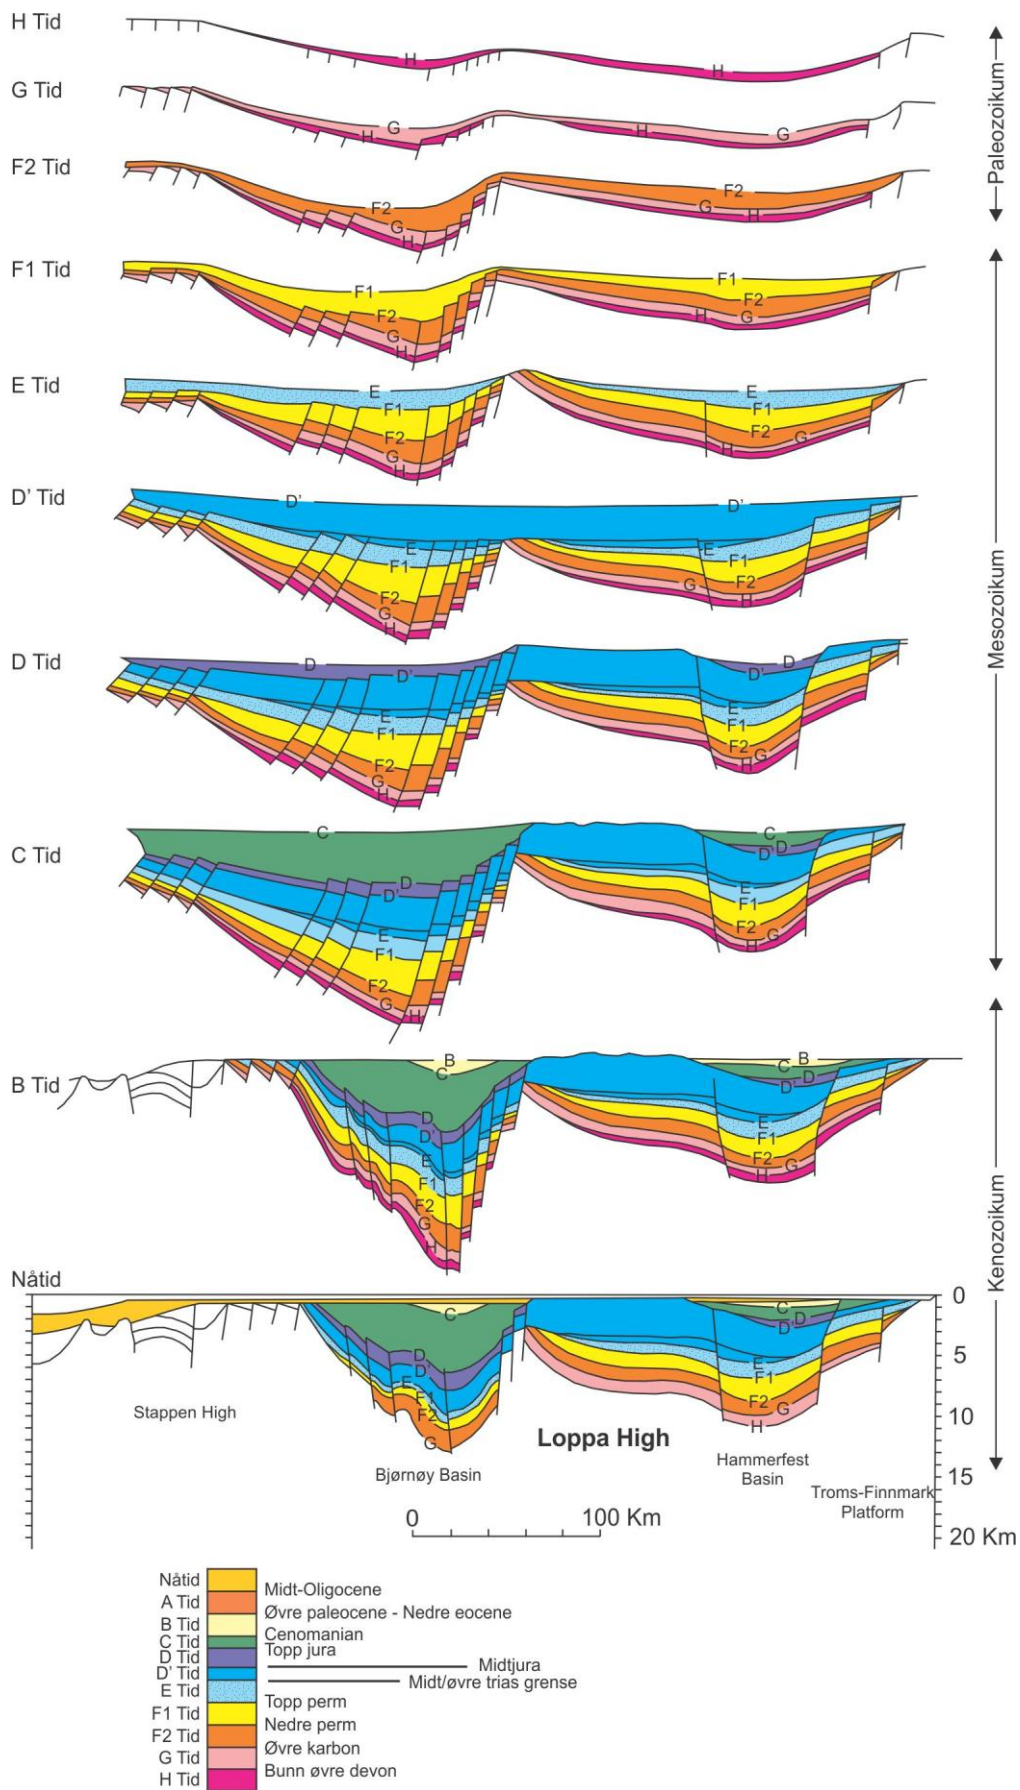 H Tid
H
H
G Tid
G
H
H
G
F2 Tid
F2
G
H
F2
G
H
F1 Tid
F1
F2
G
H
F1
F2
G
H
E Tid
E
F1
F2
G
H
E
F1
F2
G
H
D' Tid
D'
E
F1
F2
G
H
D'
E
F1
F2
G
H
D Tid
D
D'
E
F1
F2
G
H
D
D'
E
F1
F2
G
H
C Tid
C
D
D'
E
F1
F2
G
H
C
D
D'
E
F1
F2
G
H
B Tid
B
C
D
D'
E
F1
F2
G
H
B
C
D
D'
E
F1
F2
G
H
Nåtid
C
D
D'
E
F1
F2
G
C
D
D'
E
F1
F2
G
H
Paleozoikum
Mesozoikum
Kenozoikum
0
5
10
15
20 Km
Stappen High
Bjørnøy Basin
Loppa High
Hammerfest
Basin
Troms-Finnmark
Platform
0 100 Km
Nåtid
Midt-Oligocene
A Tid
Øvre paleocene - Nedre eocene
B Tid
Cenomanian
C Tid
Topp jura
D Tid
Midtjura
D' Tid
Midt/øvre trias grense
E Tid
Topp perm
F1 Tid
Nedre perm
F2 Tid
Øvre karbon
G Tid
Bunn øvre devon
H Tid